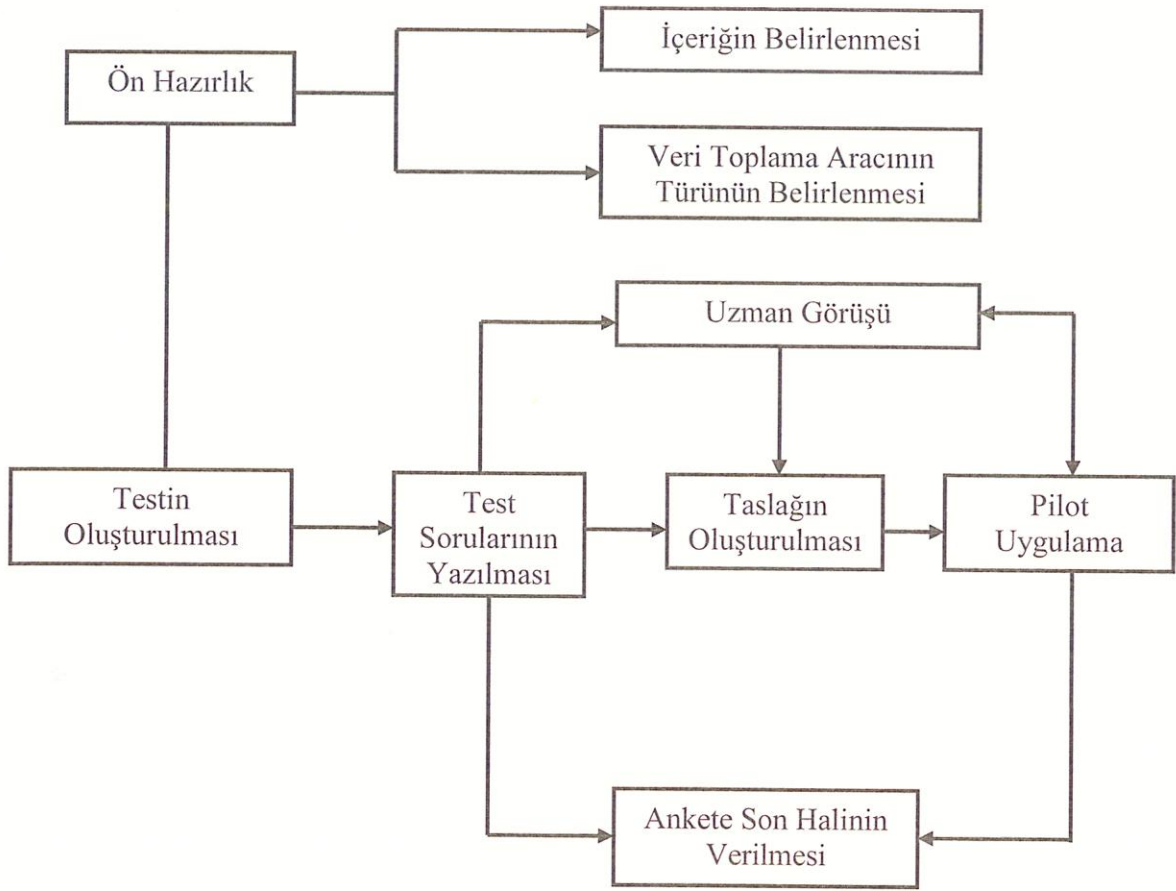 Ön Hazırlık
İçeriğin Belirlenmesi
Veri Toplama Aracının
Türünün Belirlenmesi
Uzman Görüşü
Testin
Oluşturulması
Test
Sorularının
Yazılması
Taslağın
Oluşturulması
Pilot
Uygulama
Ankete Son Halinin
Verilmesi